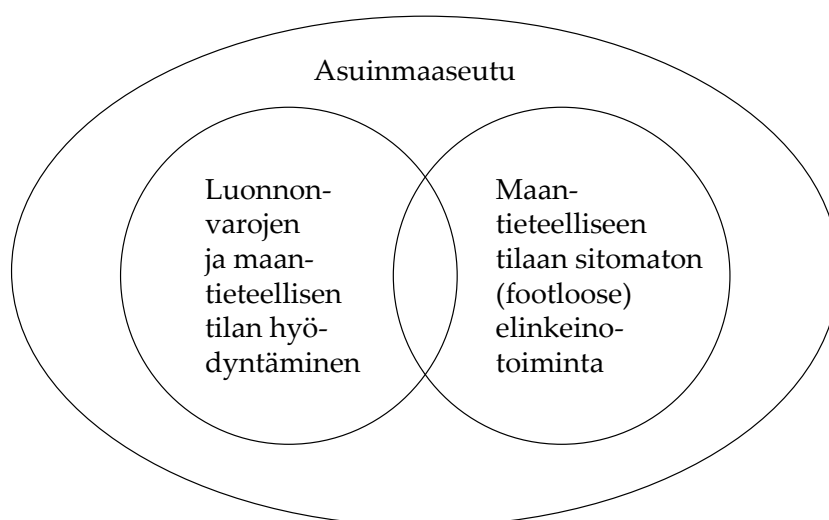 Asuinmaaseutu
Luonnon-
varojen
ja maan-
tieteellisen
tilan hyö-
dyntäminen
Maan-
tieteelliseen
tilaan sitomaton
(footloose)
elinkeino-
toiminta